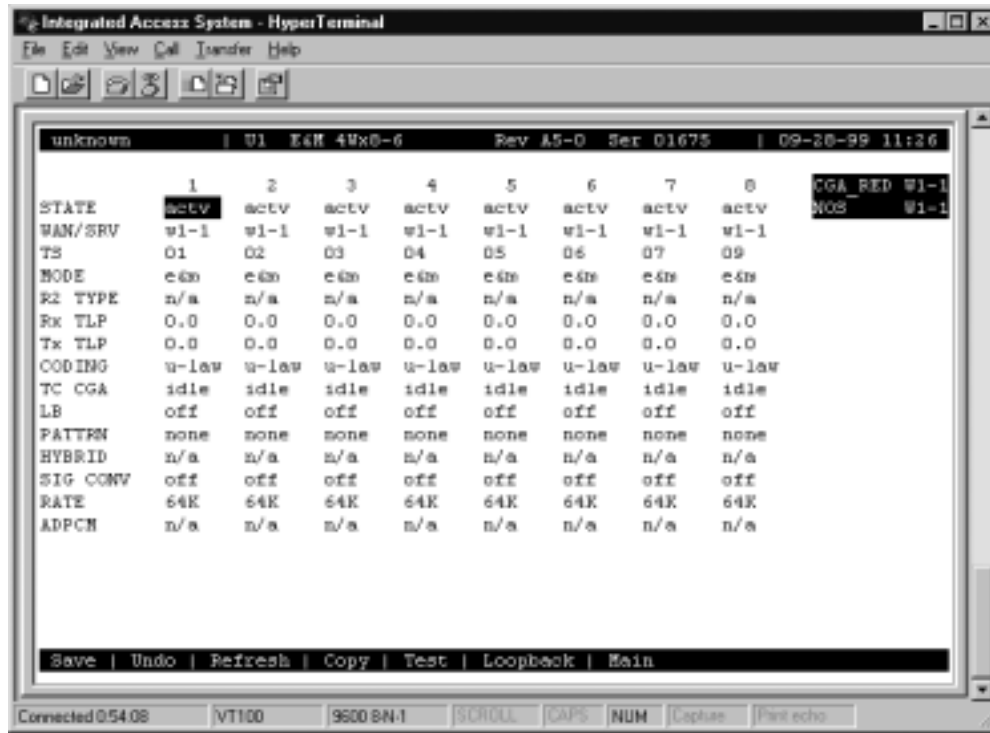 Integrated Access System - HyperTerminal
File Edit View Call Transfer Help
unknown | U1 E&M 4Wx8-6 Rev A5-0 Ser 01675 | 09-28-99 11:26
1 2 3 4 5 6 7 8 CGA_RED W1-1
STATE actv actv actv actv actv actv actv actv NOS W1-1
WAN/SRV w1-1 w1-1 w1-1 w1-1 w1-1 w1-1 w1-1 w1-1
TS 01 02 03 04 05 06 07 09
MODE e&m e&m e&m e&m e&m e&m e&m e&m
R2 TYPE n/a n/a n/a n/a n/a n/a n/a n/a
Rx TLP 0.0 0.0 0.0 0.0 0.0 0.0 0.0 0.0
Tx TLP 0.0 0.0 0.0 0.0 0.0 0.0 0.0 0.0
CODING u-law u-law u-law u-law u-law u-law u-law u-law
TC CGA idle idle idle idle idle idle idle idle
LB off off off off off off off off
PATTRN none none none none none none none none
HYBRID n/a n/a n/a n/a n/a n/a n/a n/a
SIG CONV off off off off off off off off
RATE 64K 64K 64K 64K 64K 64K 64K 64K
ADPCM n/a n/a n/a n/a n/a n/a n/a n/a
Save | Undo | Refresh | Copy | Test | Loopback | Main
Connected 0:54:08 VT100 9600 8-N-1 SCROLL CAPS NUM Capture Print echo